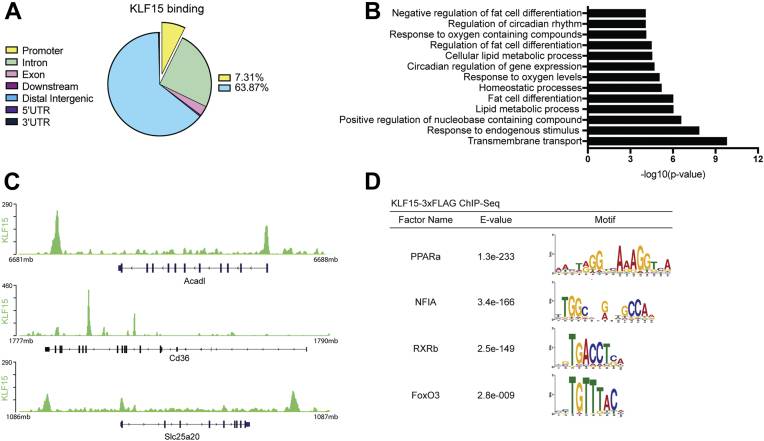 A
KLF15 binding
Promoter
Intron
Exon
Downstream
Distal Intergenic
5'UTR
3'UTR
7.31%
63.87%
B
Negative regulation of fat cell differentiation
Regulation of circadian rhythm
Response to oxygen containing compounds
Regulation of fat cell differentiation
Cellular lipid metabolic process
Circadian regulation of gene expression
Response to oxygen levels
Homeostatic processes
Fat cell differentiation
Lipid metabolic process
Positive regulation of nucleobase containing compound
Response to endogenous stimulus
Transmembrane transport
0 3 6 9 12
-log10(p-value)
C
290
KLF15
0
6681mb 6688mb
Acadl
460
KLF15
0
1777mb 1790mb
Cd36
290
KLF15
0
1086mb 1087mb
Slc25a20
D
KLF15-3xFLAG ChIP-Seq
Factor Name E-value Motif
PPARa 1.3e-233
NFIA 3.4e-166
RXRb 2.5e-149
TGACCT
FoxO3 2.8e-009
TGTTTAC